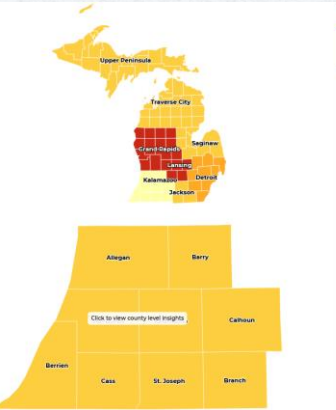 Upper Peninsula
Traverse City
Grand Rapids
Saginaw
Lansing
Kalamazoo
Detroit
Jackson
Allegan
Barry
Click to view county level insights
Calhoun
Berrien
Cass
St. Joseph
Branch